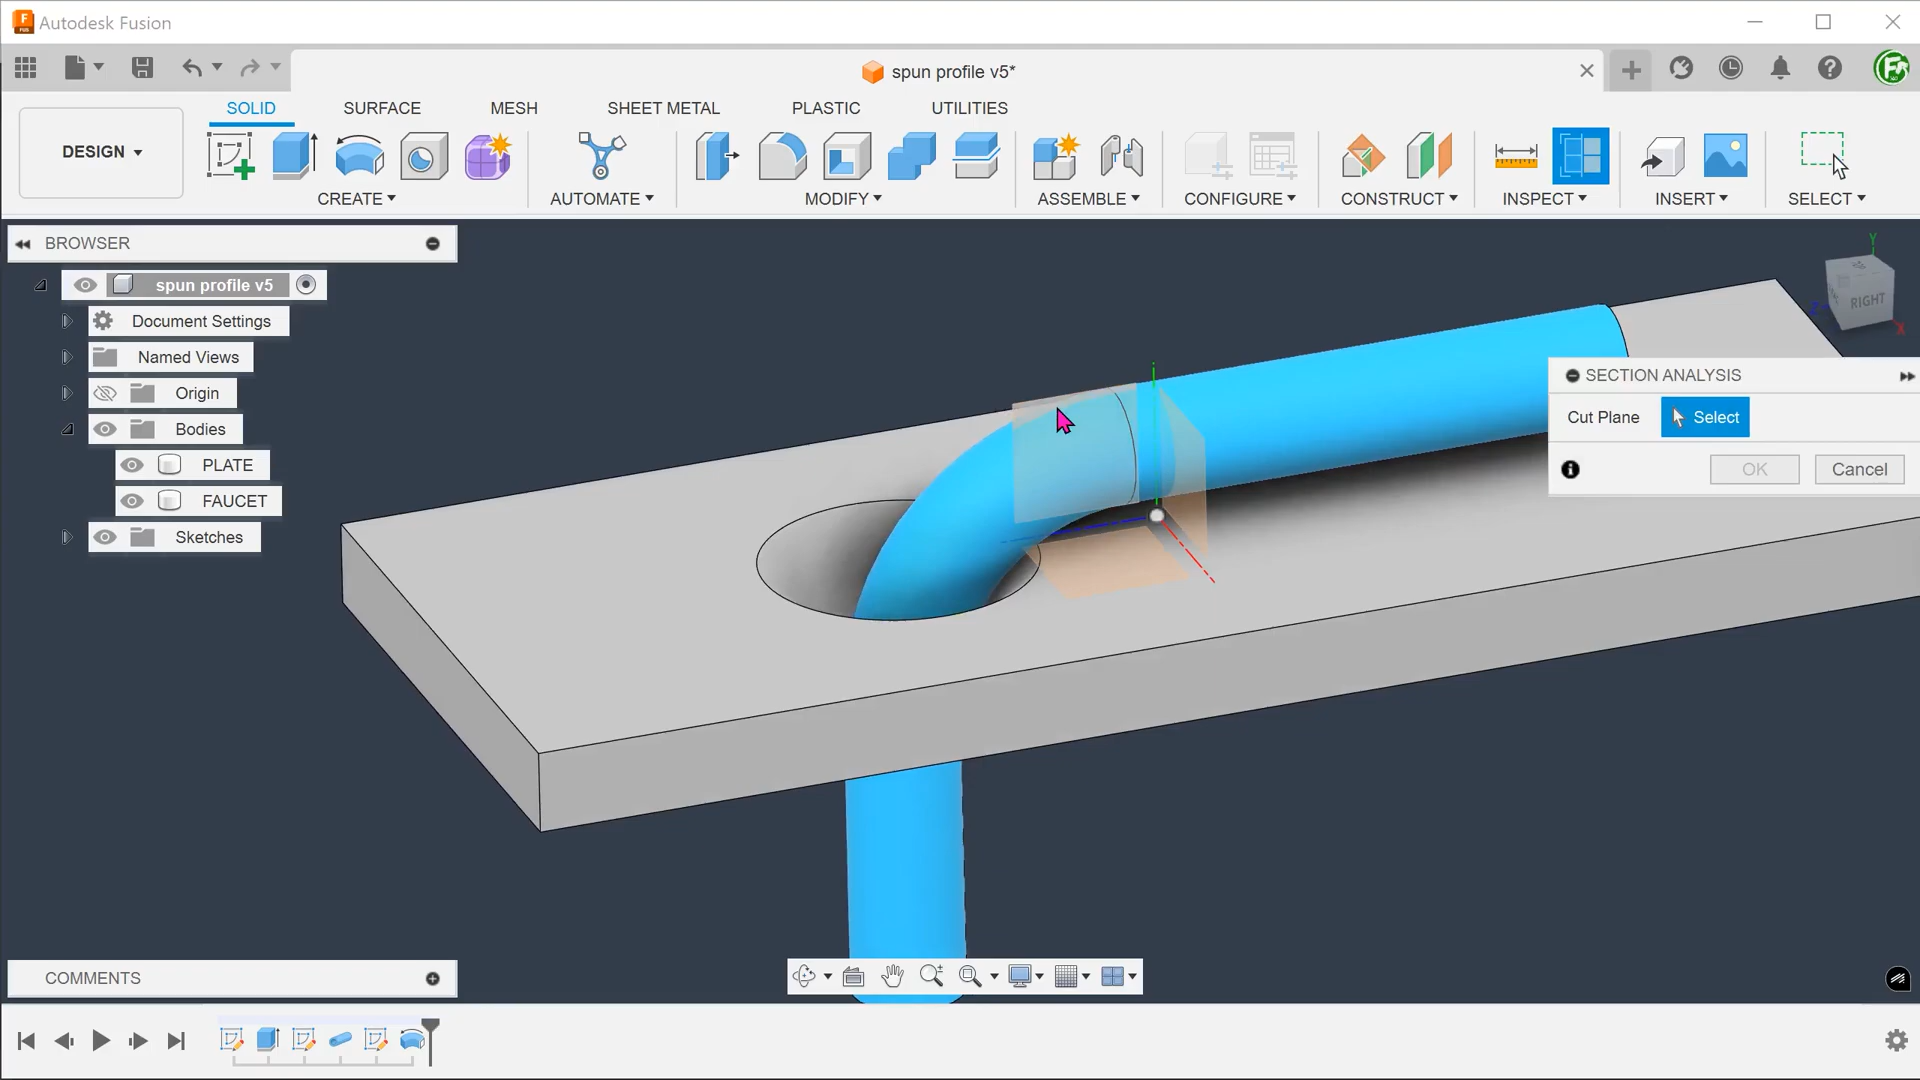 Autodesk Fusion
spun profile v5*
SOLID SURFACE MESH SHEET METAL PLASTIC UTILITIES
DESIGN
CREATE AUTOMATE MODIFY ASSEMBLE CONFIGURE CONSTRUCT INSPECT INSERT SELECT
BROWSER
spun profile v5
Document Settings
Named Views
Origin
Bodies
PLATE
FAUCET
Sketches
Y
RIGHT
Z
X
SECTION ANALYSIS
Cut Plane Select
OK Cancel
COMMENTS